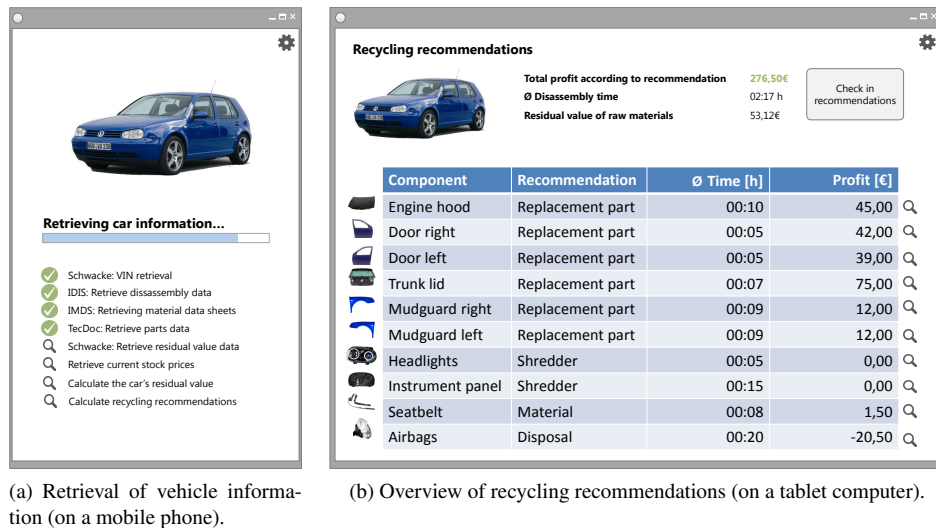 Retrieving car information...
Schwacke: VIN retrieval
IDIS: Retrieve dissassembly data
IMDS: Retrieving material data sheets
TecDoc: Retrieve parts data
Schwacke: Retrieve residual value data
Retrieve current stock prices
Calculate the car's residual value
Calculate recycling recommendations
(a) Retrieval of vehicle informa-
tion (on a mobile phone).
Recycling recommendations
Total profit according to recommendation 276,50€
Ø Disassembly time 02:17 h
Residual value of raw materials 53,12€
Check in
recommendations
Component Recommendation Ø Time [h] Profit [€]
Engine hood Replacement part 00:10 45,00
Door right Replacement part 00:05 42,00
Door left Replacement part 00:05 39,00
Trunk lid Replacement part 00:07 75,00
Mudguard right Replacement part 00:09 12,00
Mudguard left Replacement part 00:09 12,00
Headlights Shredder 00:05 0,00
Instrument panel Shredder 00:15 0,00
Seatbelt Material 00:08 1,50
Airbags Disposal 00:20 -20,50
(b) Overview of recycling recommendations (on a tablet computer).